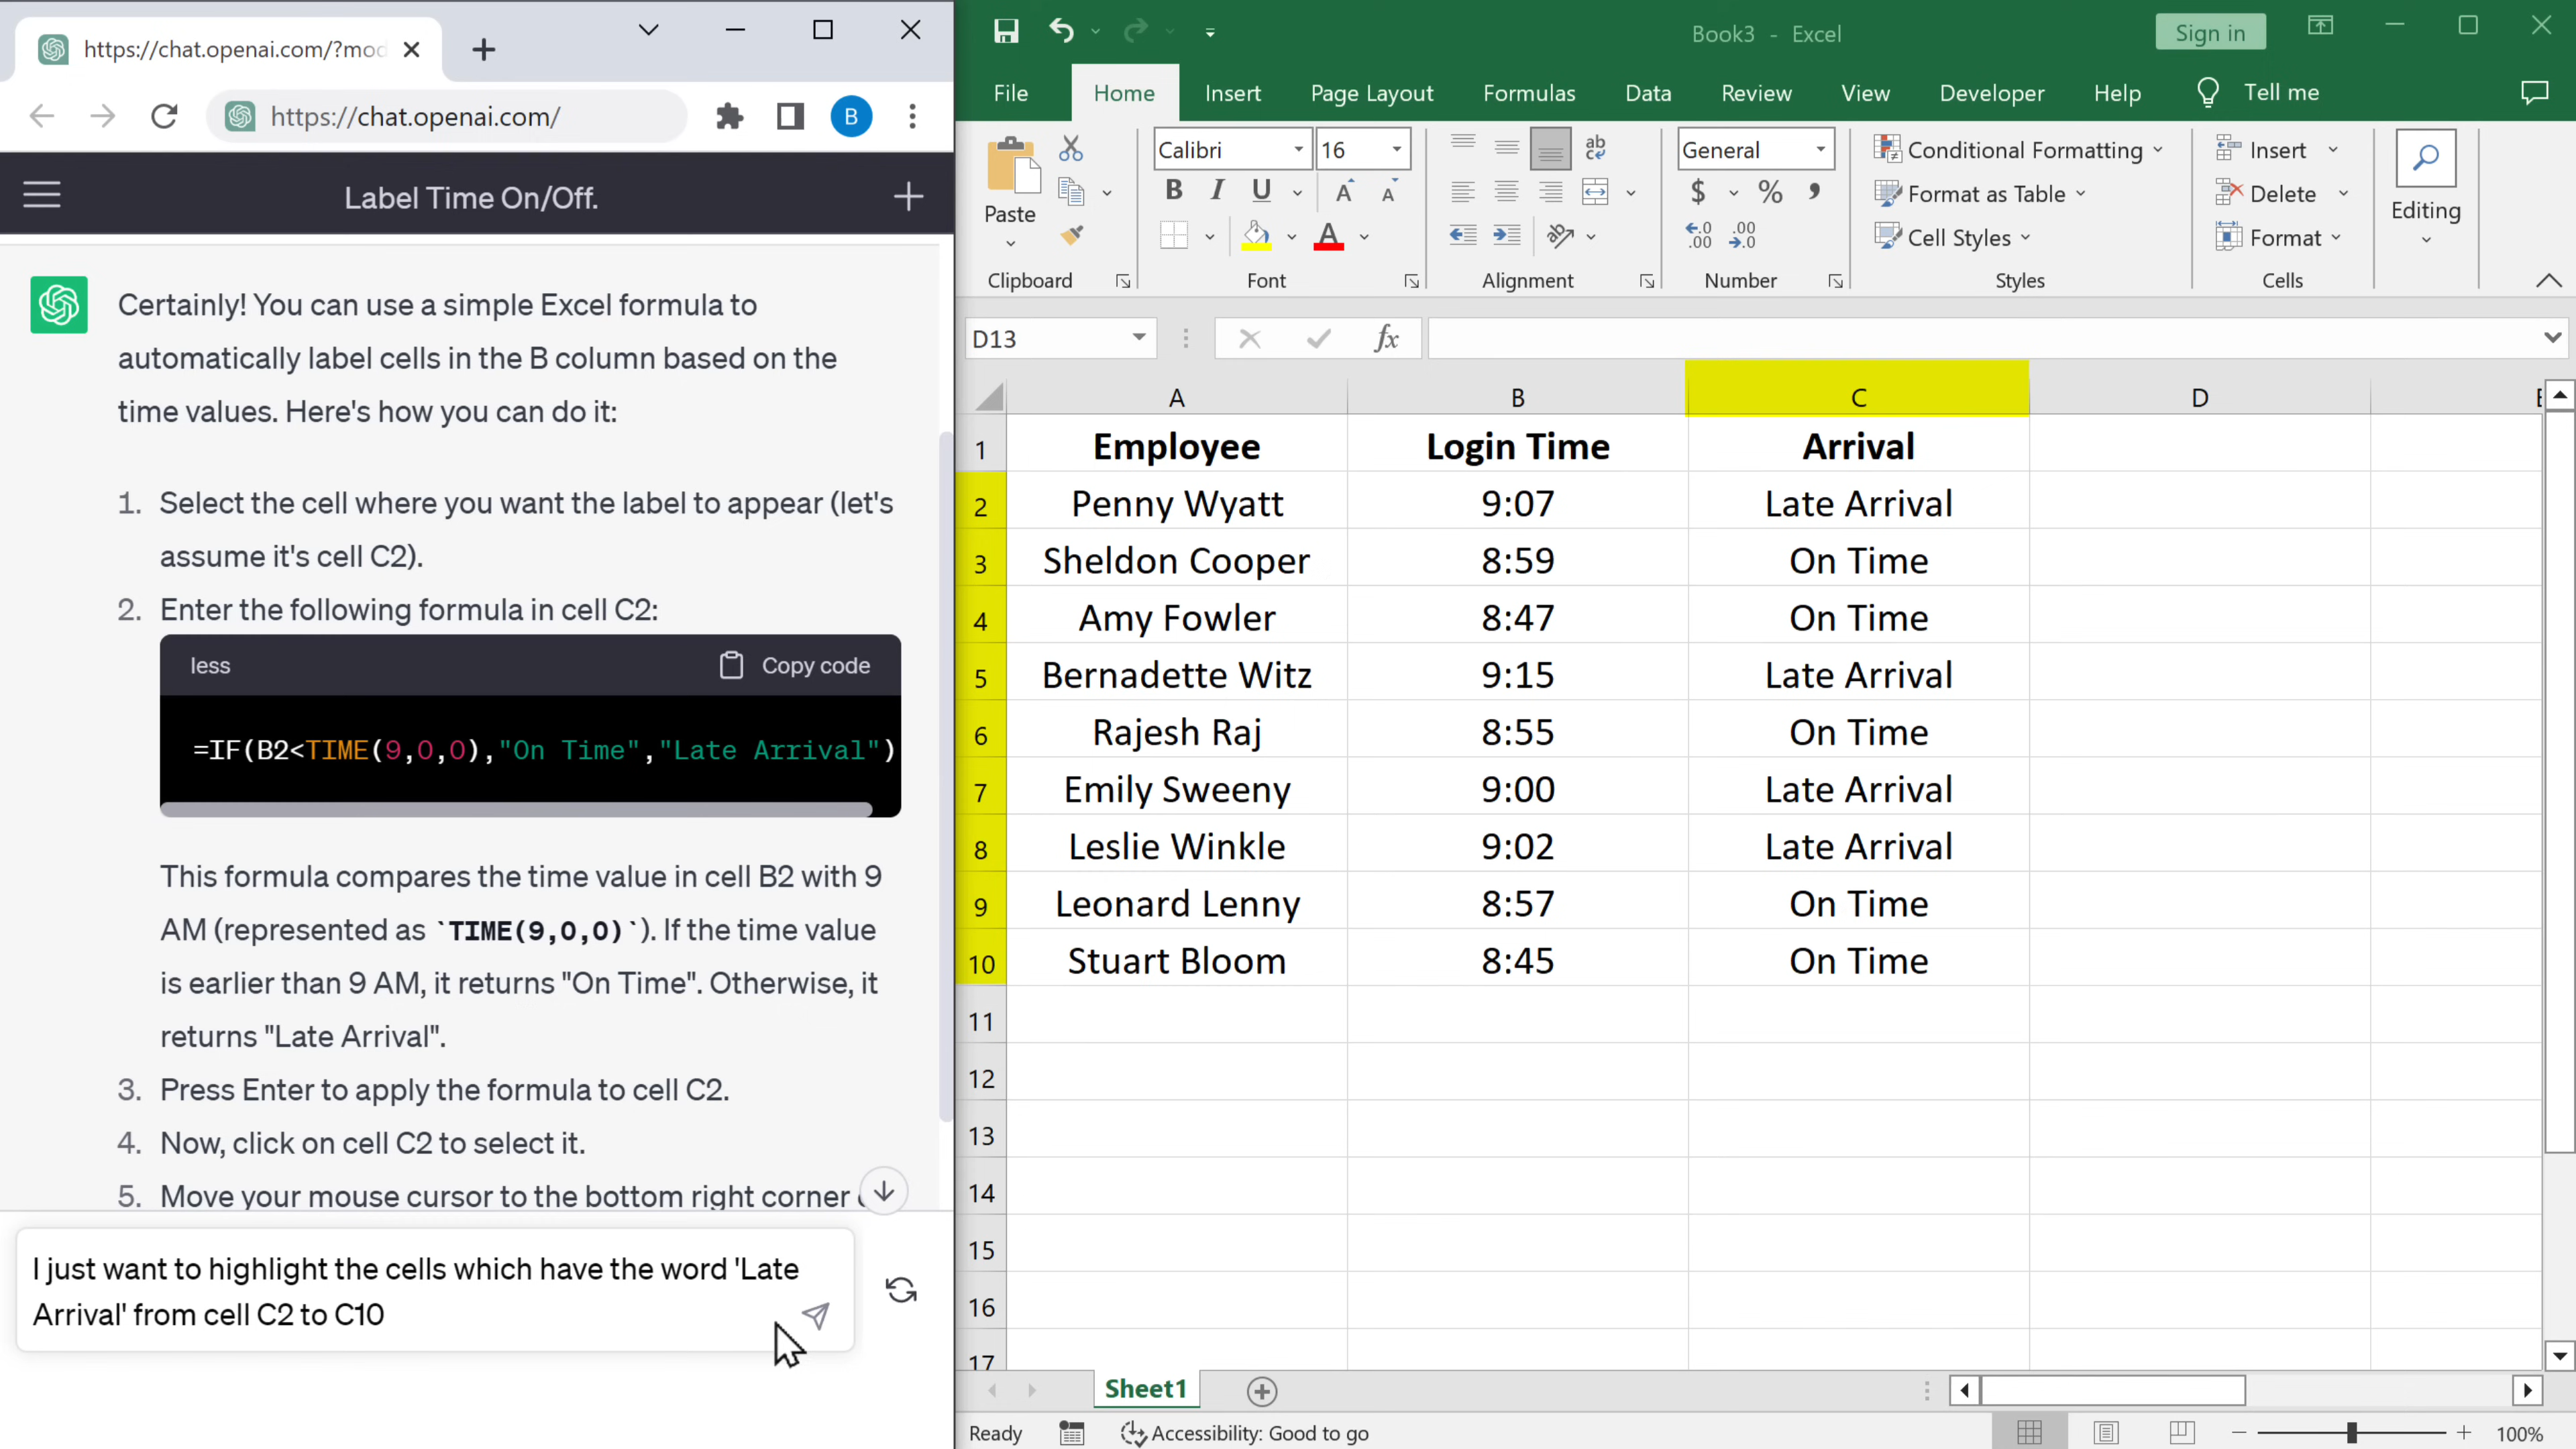 https://chat.openai.com/?mod
https://chat.openai.com/
B
Label Time On/Off.
Certainly! You can use a simple Excel formula to
automatically label cells in the B column based on the
time values. Here's how you can do it:
1. Select the cell where you want the label to appear (let's
assume it's cell C2).
2. Enter the following formula in cell C2:
less
Copy code
=IF(B2<TIME(9,0,0),"On Time","Late Arrival")
This formula compares the time value in cell B2 with 9
AM (represented as `TIME(9,0,0)`). If the time value
is earlier than 9 AM, it returns "On Time". Otherwise, it
returns "Late Arrival".
3. Press Enter to apply the formula to cell C2.
4. Now, click on cell C2 to select it.
5. Move your mouse cursor to the bottom right corner
I just want to highlight the cells which have the word 'Late
Arrival' from cell C2 to C10
Book3 - Excel
Sign in
File Home Insert Page Layout Formulas Data Review View Developer Help Tell me
Paste
Clipboard
Calibri 16
B I U A A
A
Font
ab
Alignment
General
$ % ,
.00 .00
Number
Conditional Formatting
Format as Table
Cell Styles
Styles
Insert
Delete
Format
Cells
Editing
D13
fx
A B C D E
1 Employee Login Time Arrival
2 Penny Wyatt 9:07 Late Arrival
3 Sheldon Cooper 8:59 On Time
4 Amy Fowler 8:47 On Time
5 Bernadette Witz 9:15 Late Arrival
6 Rajesh Raj 8:55 On Time
7 Emily Sweeny 9:00 Late Arrival
8 Leslie Winkle 9:02 Late Arrival
9 Leonard Lenny 8:57 On Time
10 Stuart Bloom 8:45 On Time
11
12
13
14
15
16
17
Sheet1
Ready
Accessibility: Good to go
100%